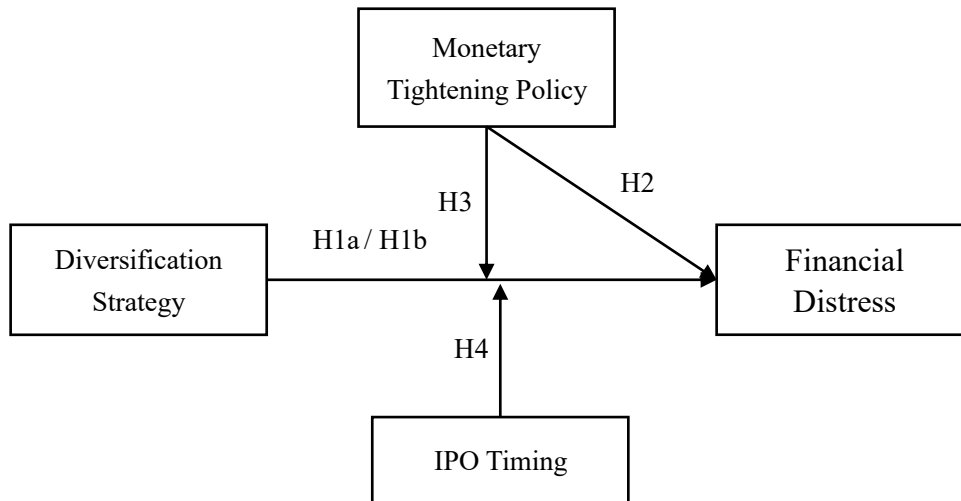 Monetary
Tightening Policy
H2
H3
H1a / H1b
Diversification
Strategy
Financial
Distress
H4
IPO Timing